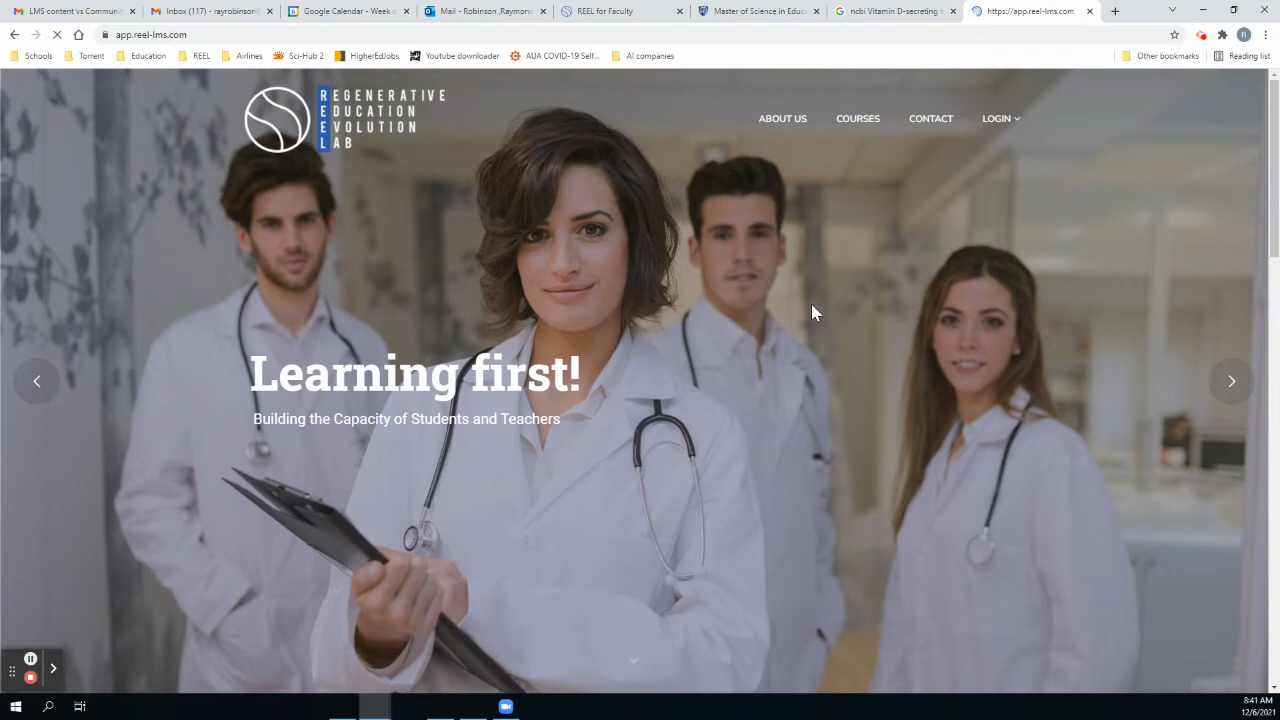 LMS content vs Communit
Inbox (117) - rayrobinson
Google Calendar - Week o
Mail - Robinson ,Raymond
REEL for Faculty
Master of Science in Educ
ncbi Vitamin D-secreting
https://app.reel-lms.com
app.reel-lms.com
R
Schools
Torrent
Education
REEL
Airlines
Sci-Hub 2
HigherEdJobs
Youtube downloader
AUA COVID-19 Self...
AI companies
Other bookmarks
Reading list
REGENERATIVE
EDUCATION
EVOLUTION
LAB
ABOUT US
COURSES
CONTACT
LOGIN
Learning first!
Building the Capacity of Students and Teachers
8:41 AM
12/6/2021